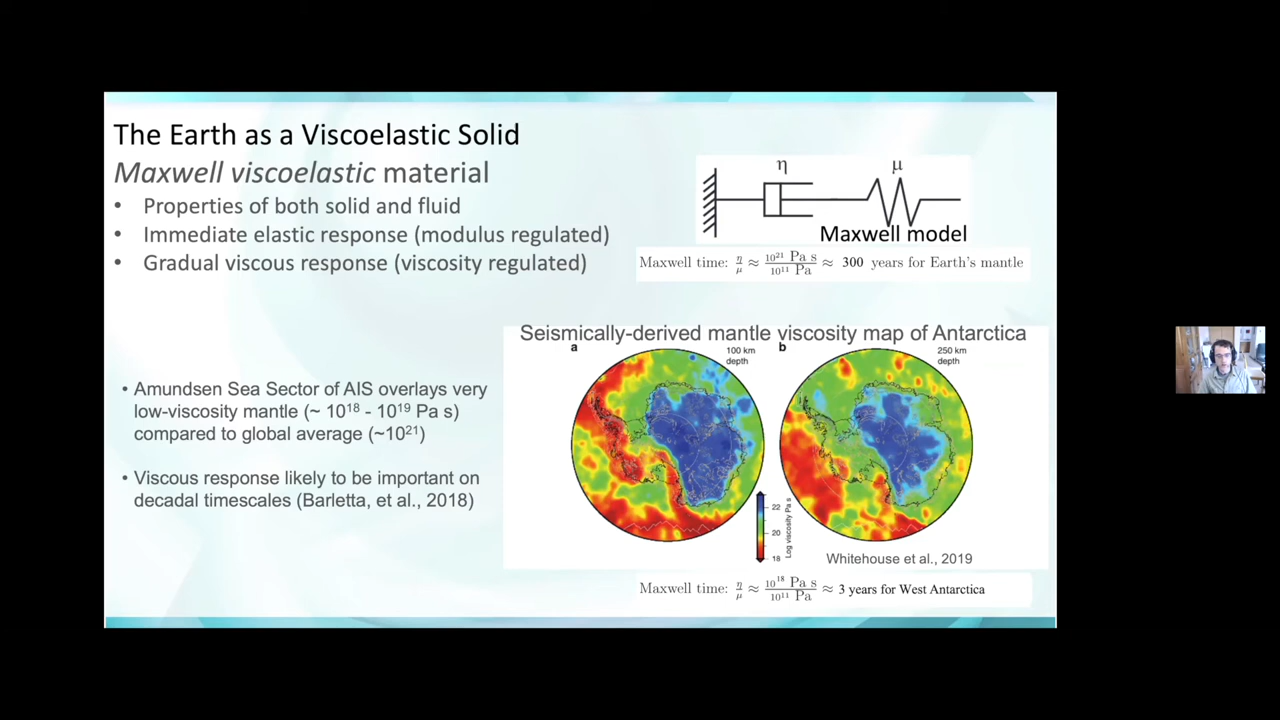 The Earth as a Viscoelastic Solid
Maxwell viscoelastic material
• Properties of both solid and fluid
• Immediate elastic response (modulus regulated)
• Gradual viscous response (viscosity regulated)
η μ
Maxwell model
Maxwell time: η/μ ≈ 10²¹ Pa s / 10¹¹ Pa ≈ 300 years for Earth's mantle
Seismically-derived mantle viscosity map of Antarctica
a 100 km b 250 km
depth depth
• Amundsen Sea Sector of AIS overlays very
low-viscosity mantle (~ 10¹⁸ - 10¹⁹ Pa s)
compared to global average (~10²¹)
• Viscous response likely to be important on
decadal timescales (Barletta, et al., 2018)
22
20
18
Log viscosity Pa s
Whitehouse et al., 2019
Maxwell time: η/μ ≈ 10¹⁸ Pa s / 10¹¹ Pa ≈ 3 years for West Antarctica